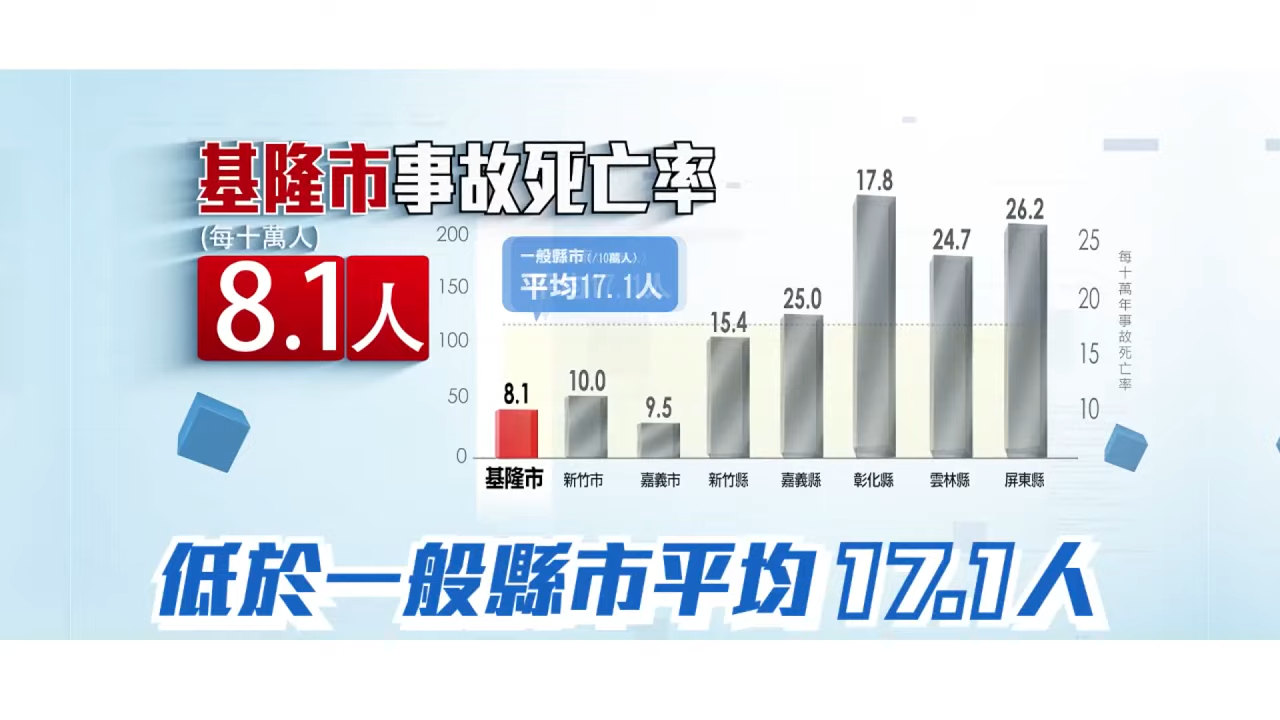 基隆市事故死亡率
(每十萬人)
8.1人
200
150
100
50
0
一般縣市(/10萬人)
平均17.1人
8.1
10.0
9.5
15.4
25.0
17.8
24.7
26.2
25
20
15
10
每十萬年事故死亡率
基隆市 新竹市 嘉義市 新竹縣 嘉義縣 彰化縣 雲林縣 屏東縣
低於一般縣市平均17.1人